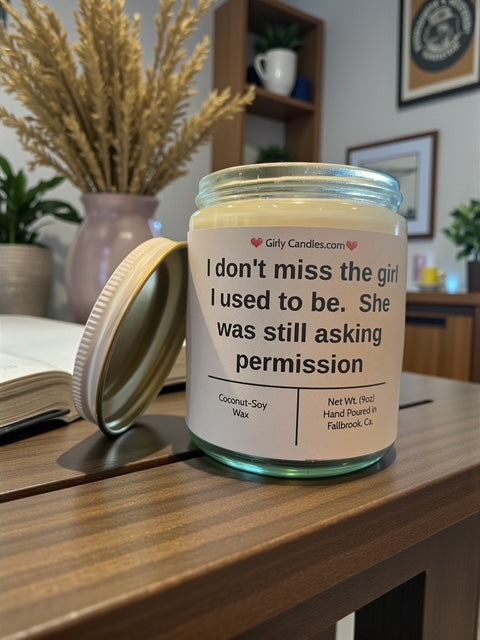 Girly Candles.com
I don't miss the girl
I used to be. She
was still asking
permission
Coconut-Soy
Wax
Net Wt. (9oz)
Hand Poured in
Fallbrook, Ca.